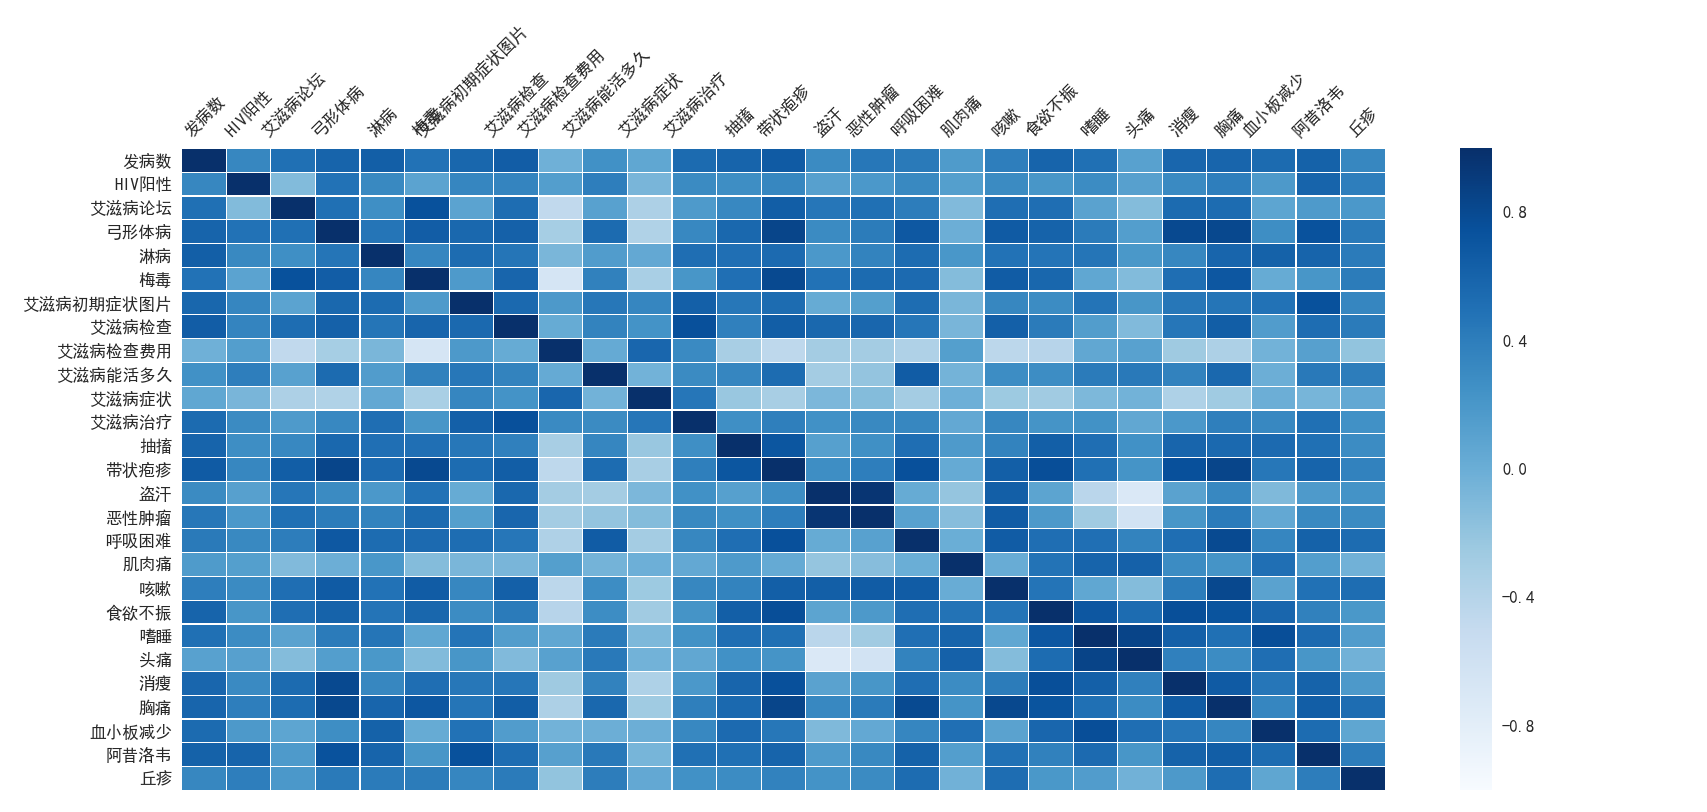 发病数
HIV阳性
艾滋病论坛
弓形体病
淋病
梅毒
艾滋病初期症状图片
艾滋病检查
艾滋病检查费用
艾滋病能活多久
艾滋病症状
艾滋病治疗
抽搐
带状疱疹
盗汗
恶性肿瘤
呼吸困难
肌肉痛
咳嗽
食欲不振
嗜睡
头痛
消瘦
胸痛
血小板减少
阿昔洛韦
丘疹
发病数
HIV阳性
艾滋病论坛
弓形体病
淋病
梅毒
艾滋病初期症状图片
艾滋病检查
艾滋病检查费用
艾滋病能活多久
艾滋病症状
艾滋病治疗
抽搐
带状疱疹
盗汗
恶性肿瘤
呼吸困难
肌肉痛
咳嗽
食欲不振
嗜睡
头痛
消瘦
胸痛
血小板减少
阿昔洛韦
丘疹
0.8
0.4
0.0
−0.4
−0.8